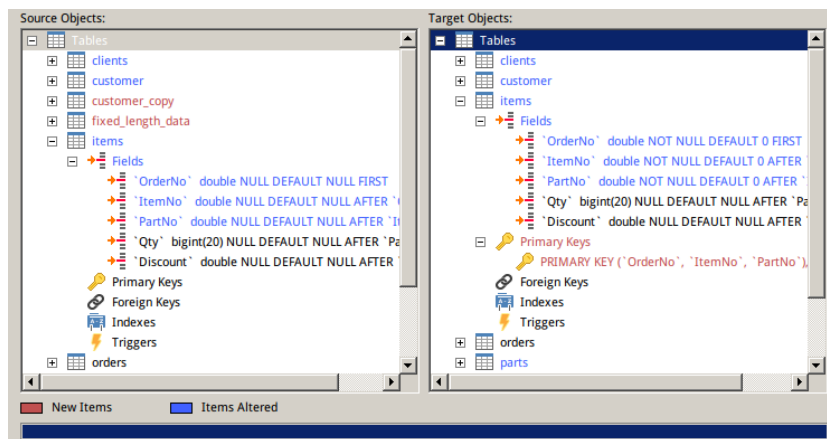 Source Objects:
Tables
clients
customer
customer_copy
fixed_length_data
items
Fields
`OrderNo` double NULL DEFAULT NULL FIRST
`ItemNo` double NULL DEFAULT NULL AFTER `
`PartNo` double NULL DEFAULT NULL AFTER `It
`Qty` bigint(20) NULL DEFAULT NULL AFTER `Pa
`Discount` double NULL DEFAULT NULL AFTER
Primary Keys
Foreign Keys
Indexes
Triggers
orders
Target Objects:
Tables
clients
customer
items
Fields
`OrderNo` double NOT NULL DEFAULT 0 FIRST
`ItemNo` double NOT NULL DEFAULT 0 AFTER `
`PartNo` double NOT NULL DEFAULT 0 AFTER `
`Qty` bigint(20) NULL DEFAULT NULL AFTER `Pa
`Discount` double NULL DEFAULT NULL AFTER
Primary Keys
PRIMARY KEY (`OrderNo`, `ItemNo`, `PartNo`),
Foreign Keys
Indexes
Triggers
orders
parts
New Items
Items Altered